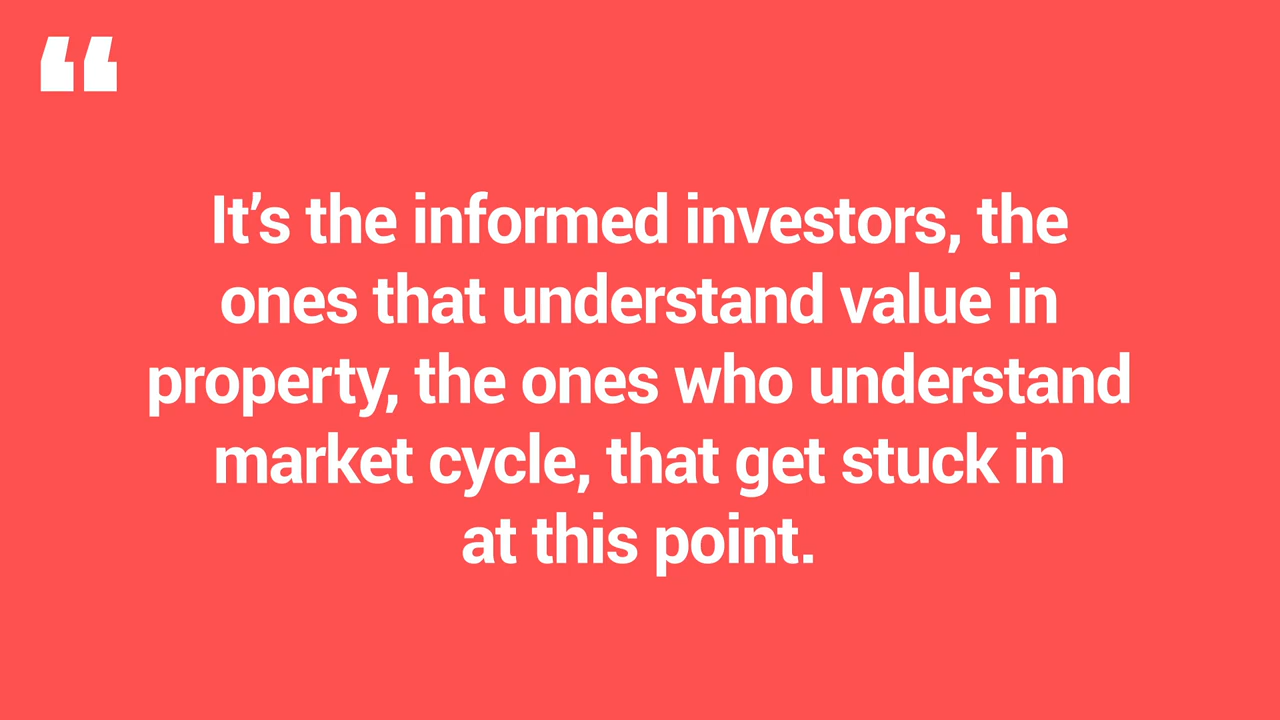 “
It’s the informed investors, the
ones that understand value in
property, the ones who understand
market cycle, that get stuck in
at this point.